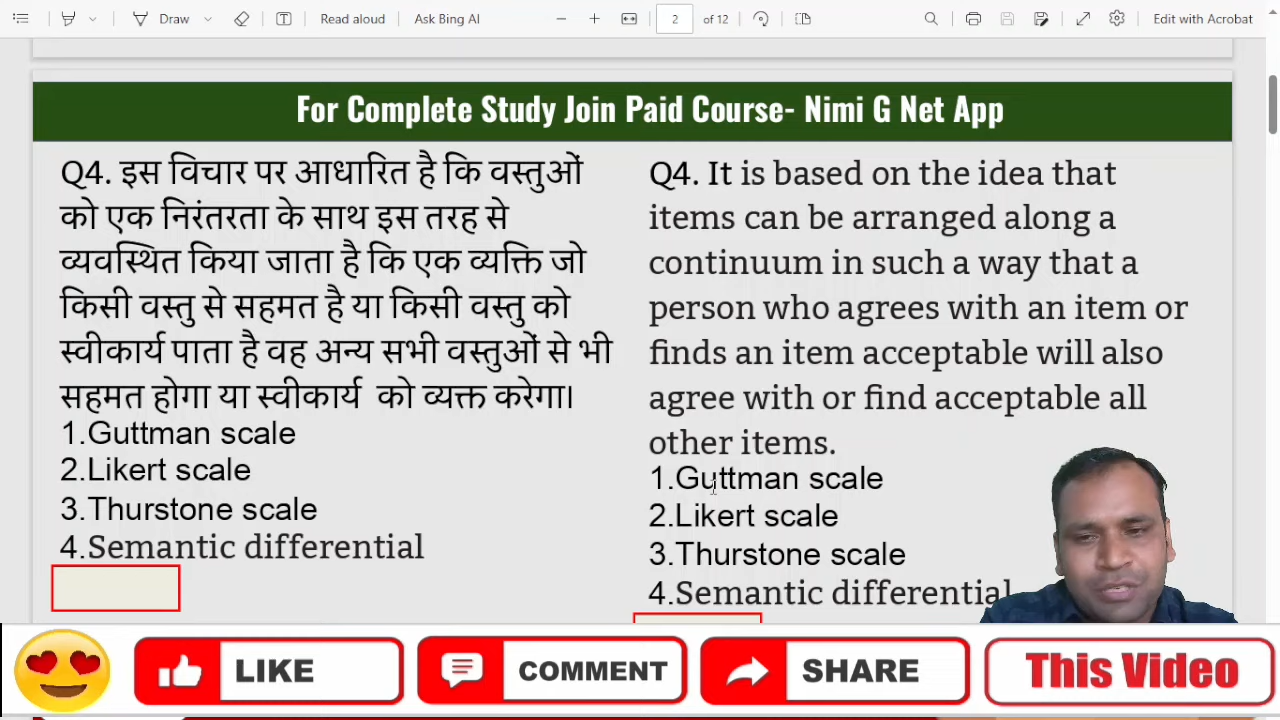 Draw
Read aloud
Ask Bing AI
2
of 12
Edit with Acrobat
For Complete Study Join Paid Course- Nimi G Net App
Q4. इस विचार पर आधारित है कि वस्तुओं
को एक निरंतरता के साथ इस तरह से
व्यवस्थित किया जाता है कि एक व्यक्ति जो
किसी वस्तु से सहमत है या किसी वस्तु को
स्वीकार्य पाता है वह अन्य सभी वस्तुओं से भी
सहमत होगा या स्वीकार्य को व्यक्त करेगा।
1.Guttman scale
2.Likert scale
3.Thurstone scale
4.Semantic differential
Q4. It is based on the idea that
items can be arranged along a
continuum in such a way that a
person who agrees with an item or
finds an item acceptable will also
agree with or find acceptable all
other items.
1.Guttman scale
2.Likert scale
3.Thurstone scale
4.Semantic differential
LIKE
COMMENT
SHARE
This Video